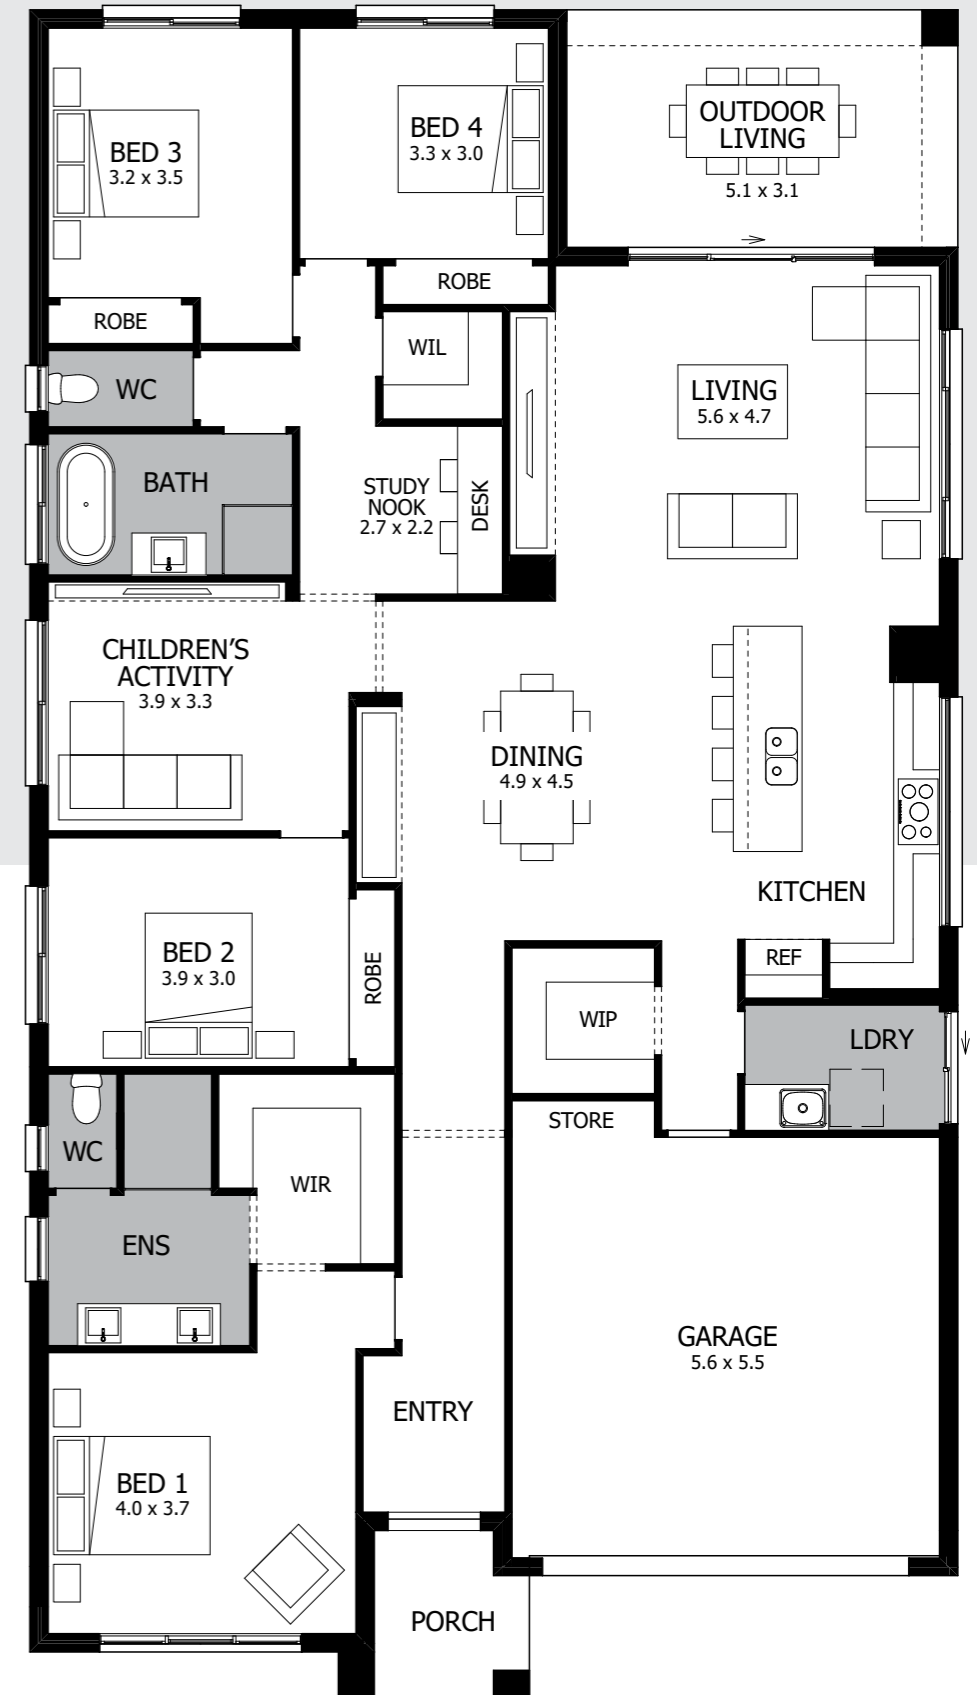 BED 3
3.2 x 3.5
BED 4
3.3 x 3.0
OUTDOOR
LIVING
5.1 x 3.1
ROBE
ROBE
WIL
WC
LIVING
5.6 x 4.7
BATH
STUDY
NOOK
2.7 x 2.2
DESK
CHILDREN'S
ACTIVITY
3.9 x 3.3
DINING
4.9 x 4.5
KITCHEN
BED 2
3.9 x 3.0
ROBE
REF
WIP
LDRY
STORE
WC
WIR
ENS
GARAGE
5.6 x 5.5
ENTRY
BED 1
4.0 x 3.7
PORCH